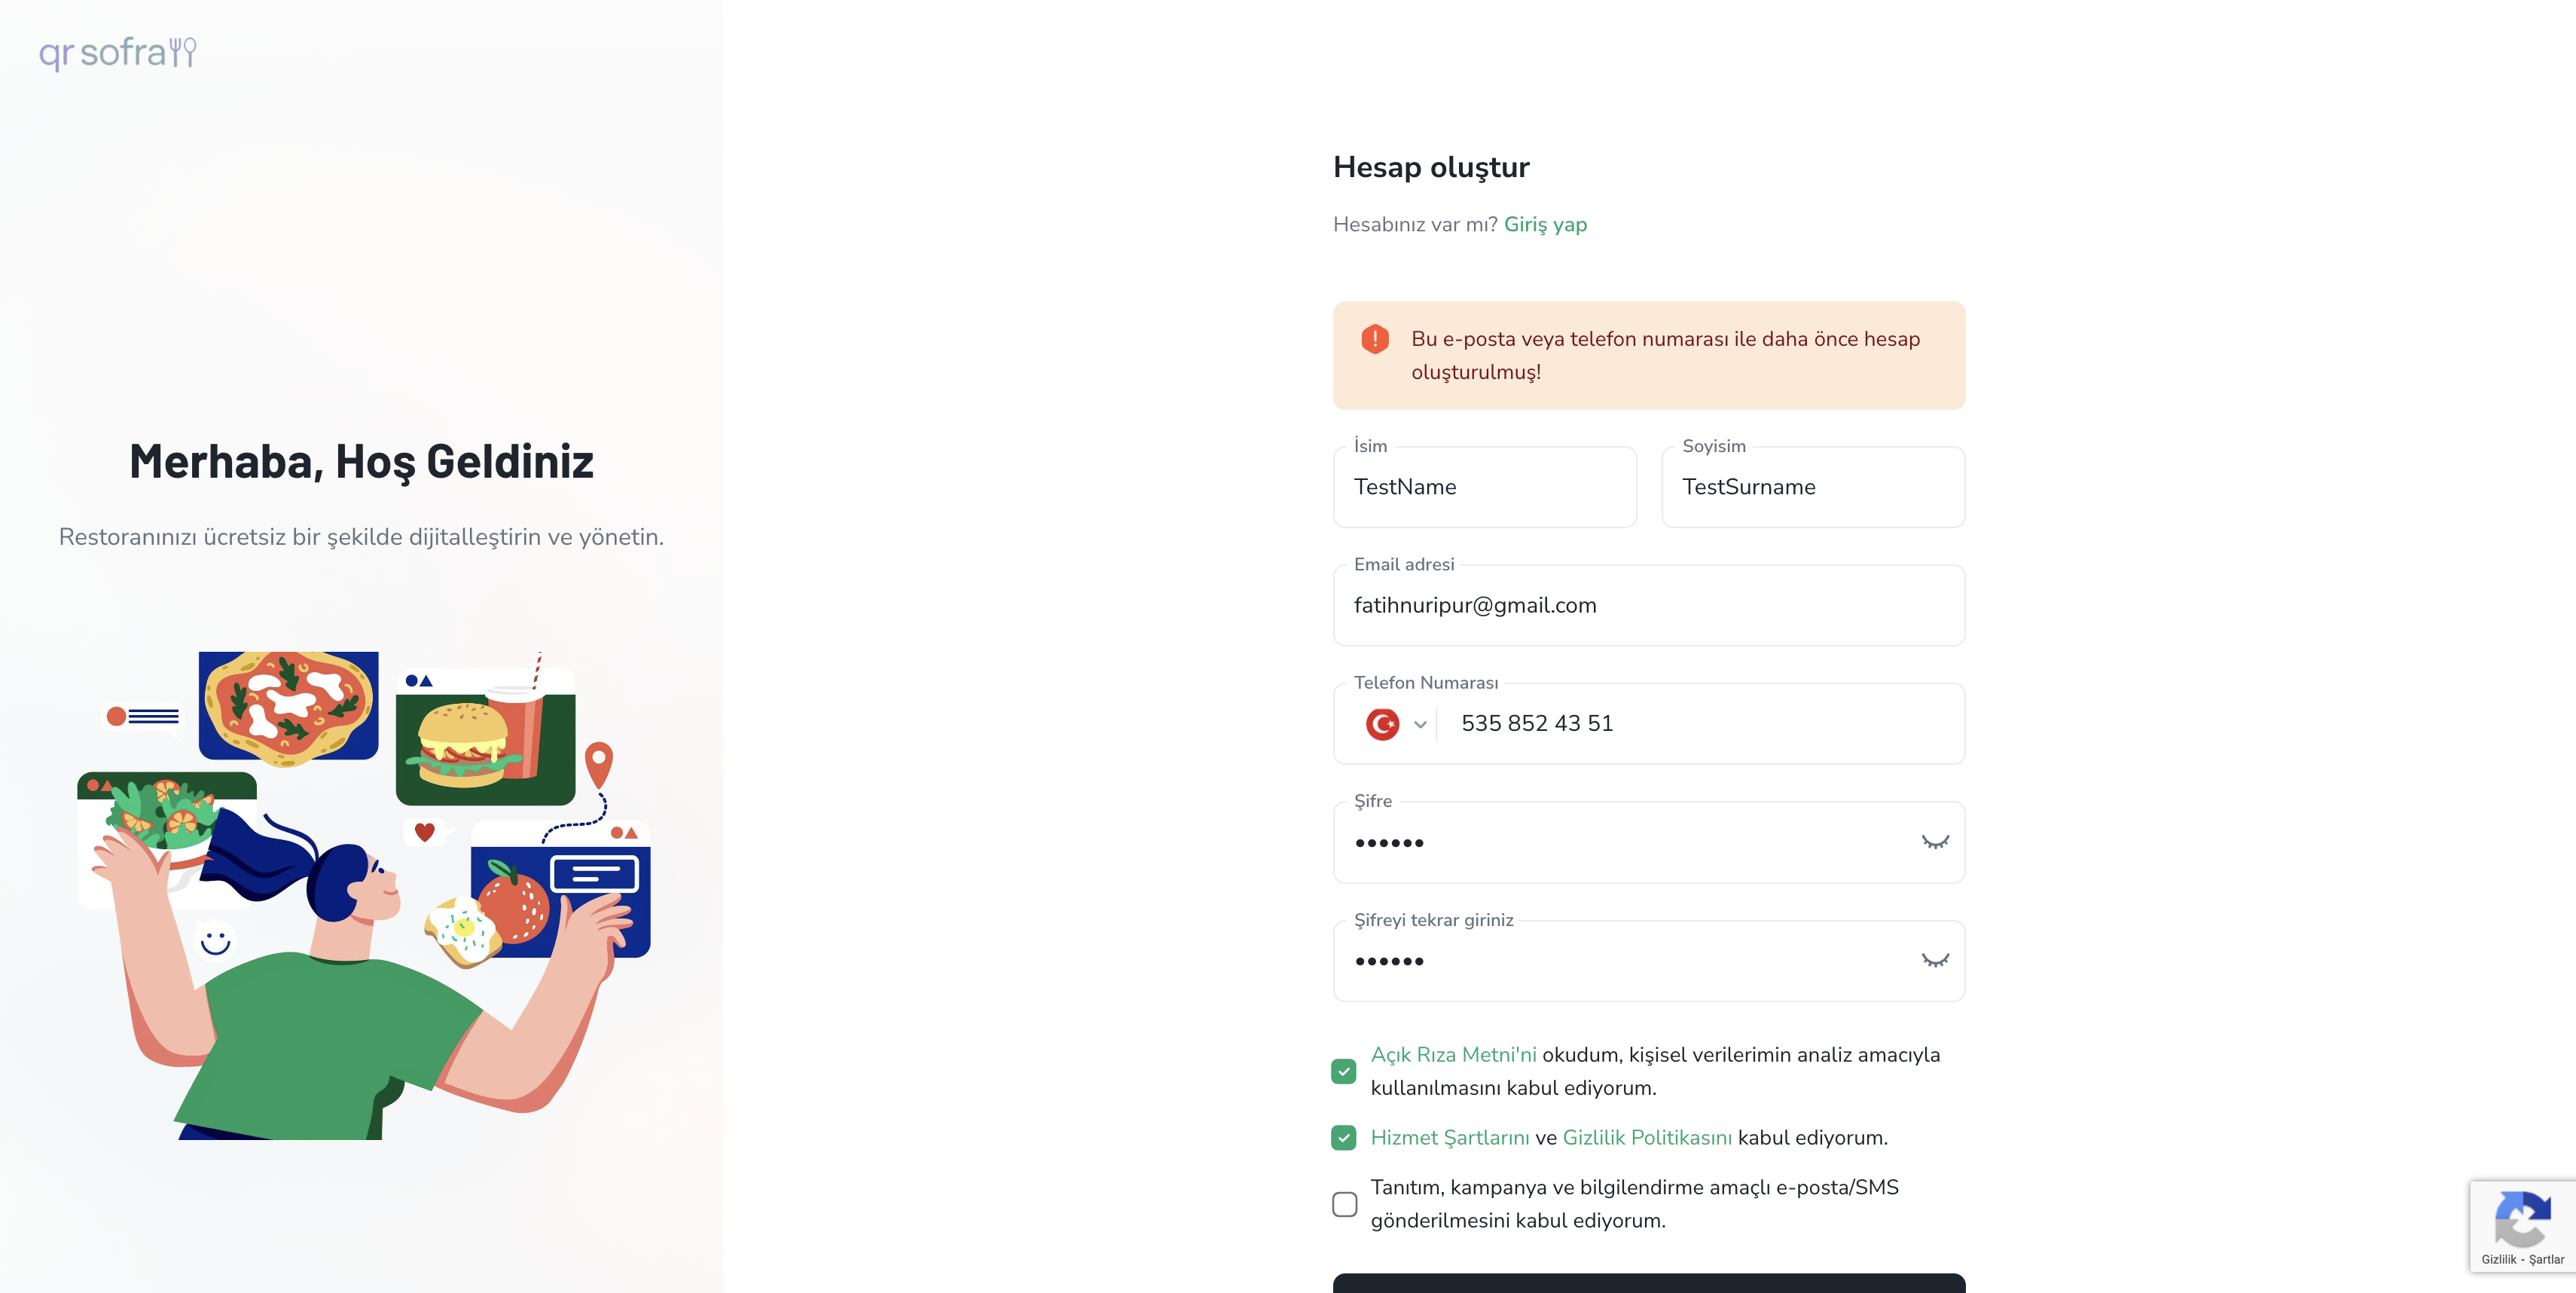 qr sofra
Merhaba, Hoş Geldiniz
Restoranınızı ücretsiz bir şekilde dijitalleştirin ve yönetin.
Hesap oluştur
Hesabınız var mı? Giriş yap
Bu e-posta veya telefon numarası ile daha önce hesap
oluşturulmuş!
İsim
TestName
Soyisim
TestSurname
Email adresi
fatihnuripur@gmail.com
Telefon Numarası
535 852 43 51
Şifre
••••••
Şifreyi tekrar giriniz
••••••
Açık Rıza Metni'ni okudum, kişisel verilerimin analiz amacıyla
kullanılmasını kabul ediyorum.
Hizmet Şartlarını ve Gizlilik Politikasını kabul ediyorum.
Tanıtım, kampanya ve bilgilendirme amaçlı e-posta/SMS
gönderilmesini kabul ediyorum.
Gizlilik - Şartlar